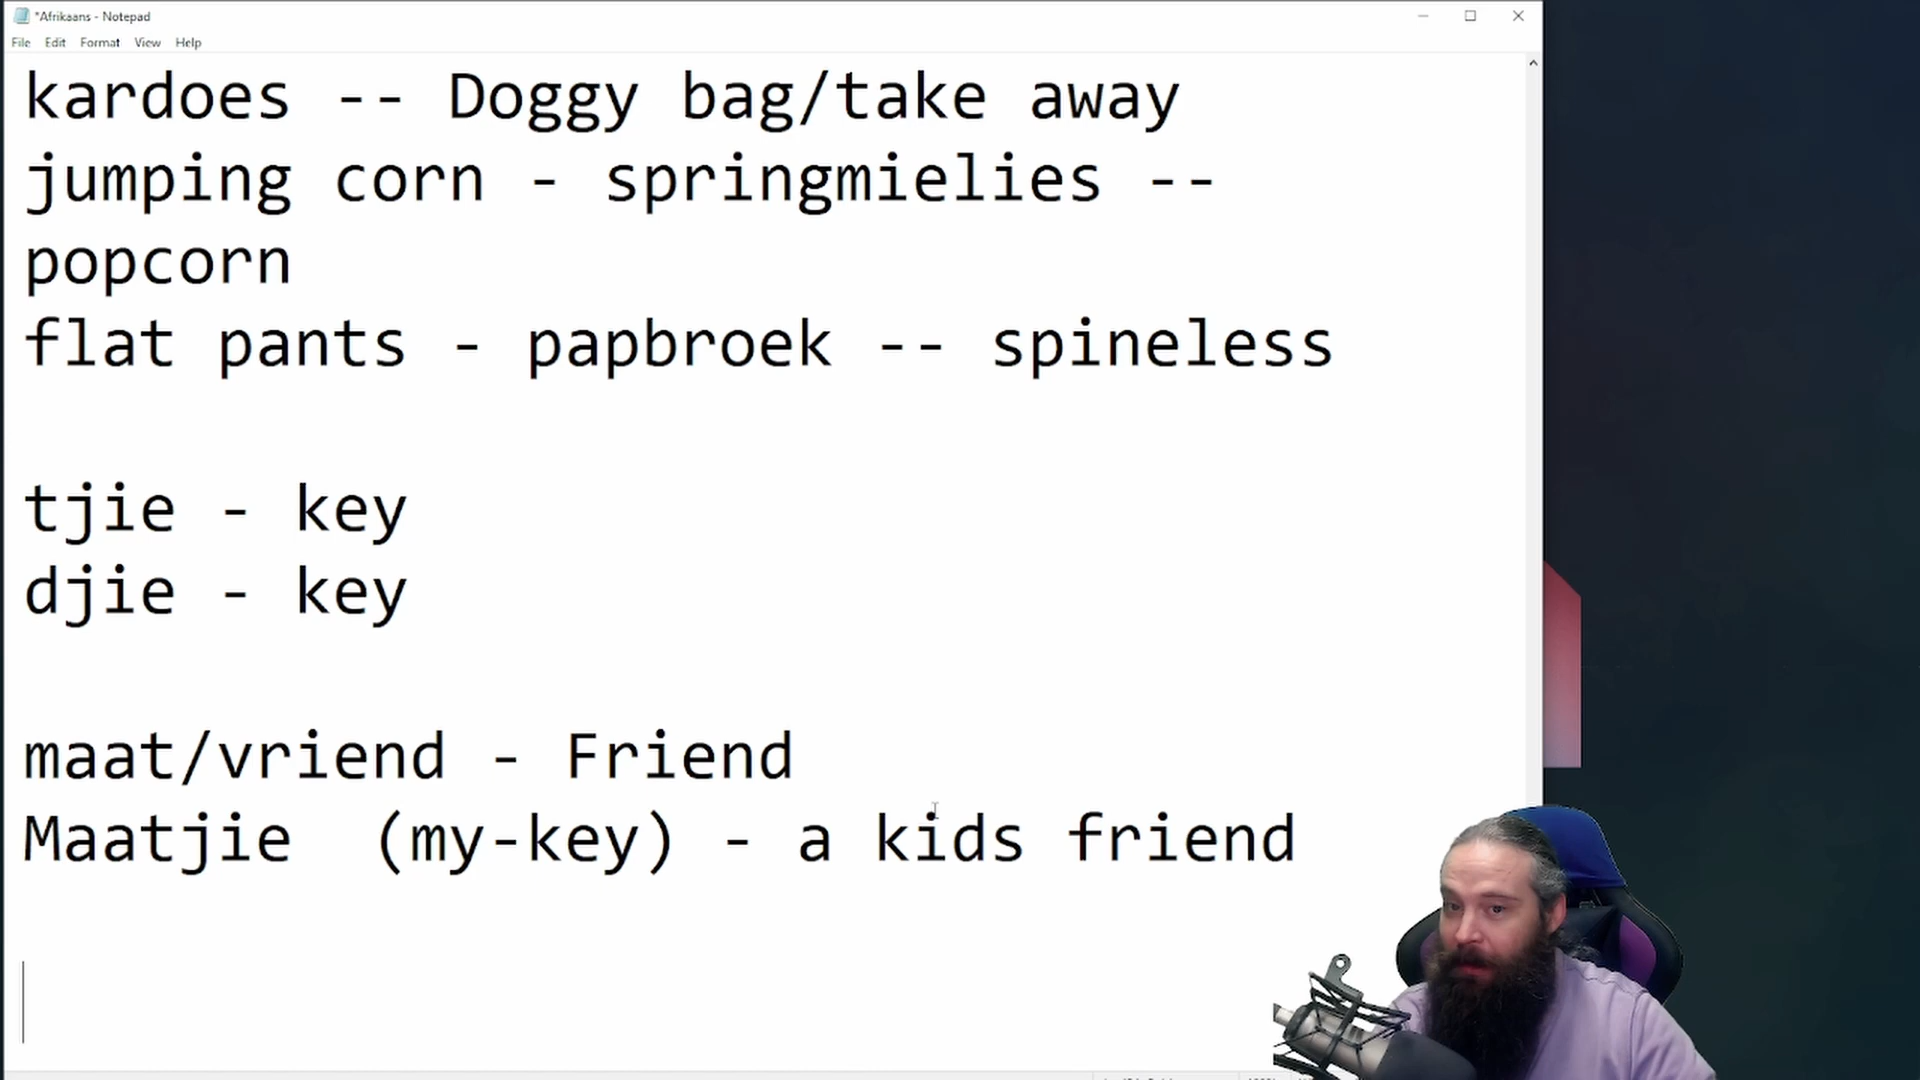 *Afrikaans - Notepad
File Edit Format View Help
kardoes -- Doggy bag/take away
jumping corn - springmielies --
popcorn
flat pants - papbroek -- spineless
tjie - key
djie - key
maat/vriend - Friend
Maatjie  (my-key) - a kids friend